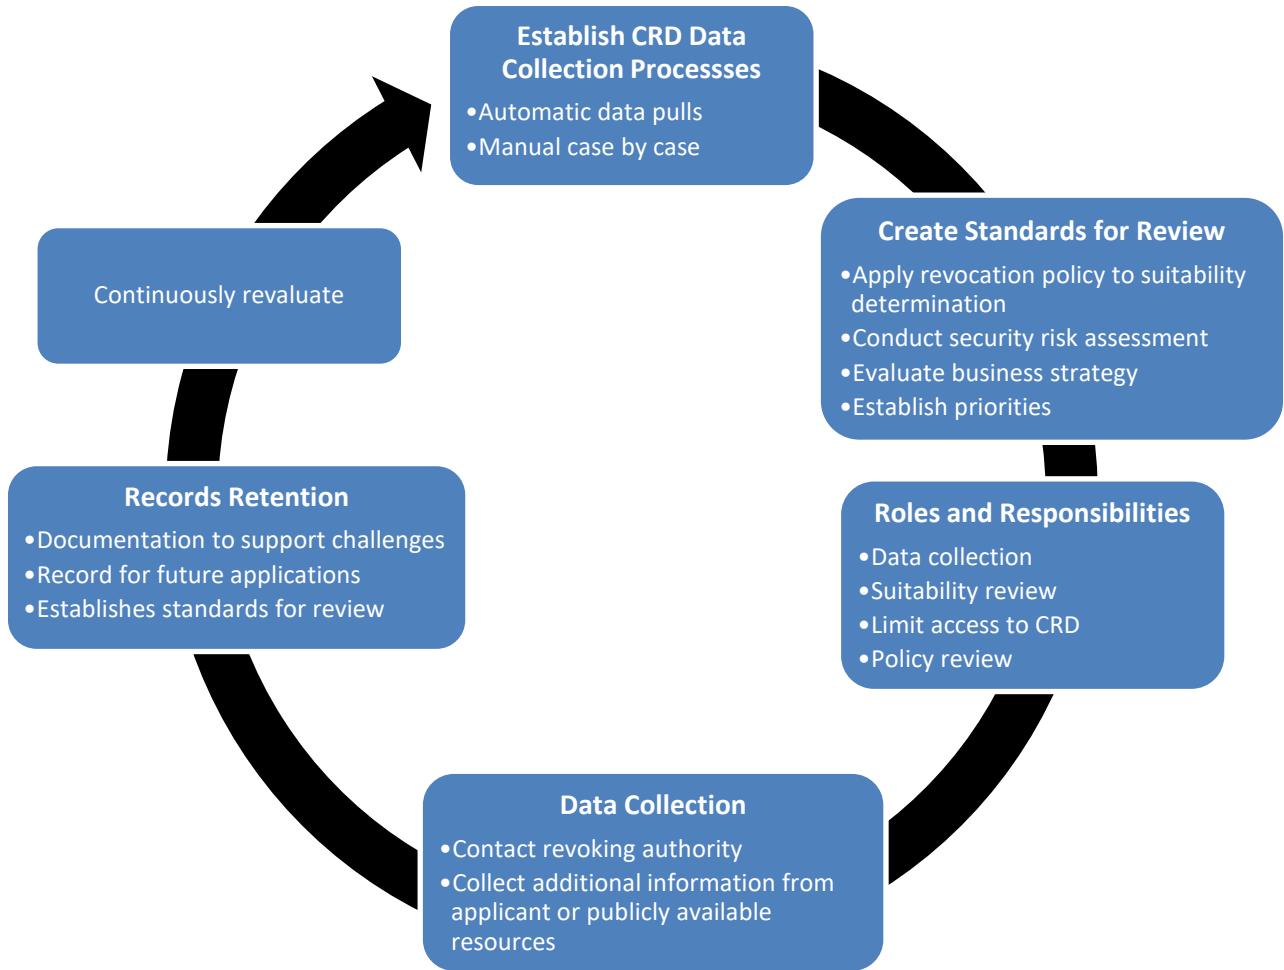 Establish CRD Data
Collection Processses
•Automatic data pulls
•Manual case by case
Create Standards for Review
•Apply revocation policy to suitability
determination
•Conduct security risk assessment
•Evaluate business strategy
•Establish priorities
Roles and Responsibilities
•Data collection
•Suitability review
•Limit access to CRD
•Policy review
Data Collection
•Contact revoking authority
•Collect additional information from
applicant or publicly available
resources
Records Retention
•Documentation to support challenges
•Record for future applications
•Establishes standards for review
Continuously revaluate